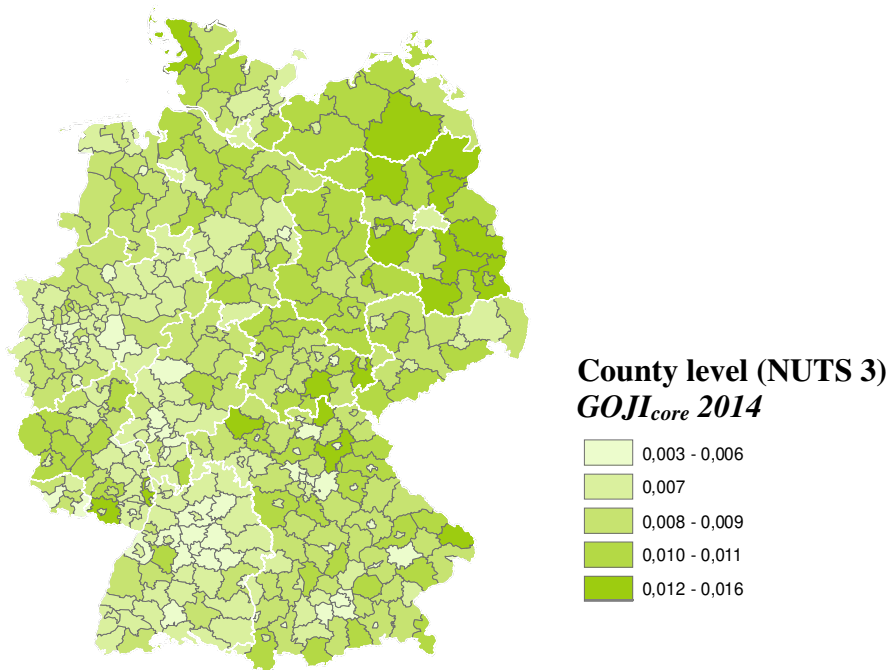 County level (NUTS 3)
GOJIcore 2014
0,003 - 0,006
0,007
0,008 - 0,009
0,010 - 0,011
0,012 - 0,016